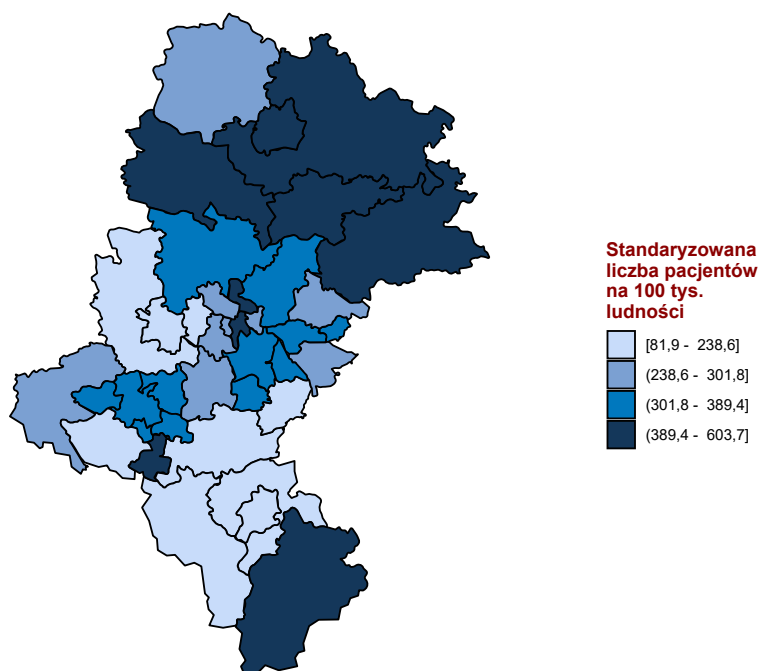 Standaryzowana
liczba pacjentów
na 100 tys.
ludności
[81,9 - 238,6]
(238,6 - 301,8]
(301,8 - 389,4]
(389,4 - 603,7]